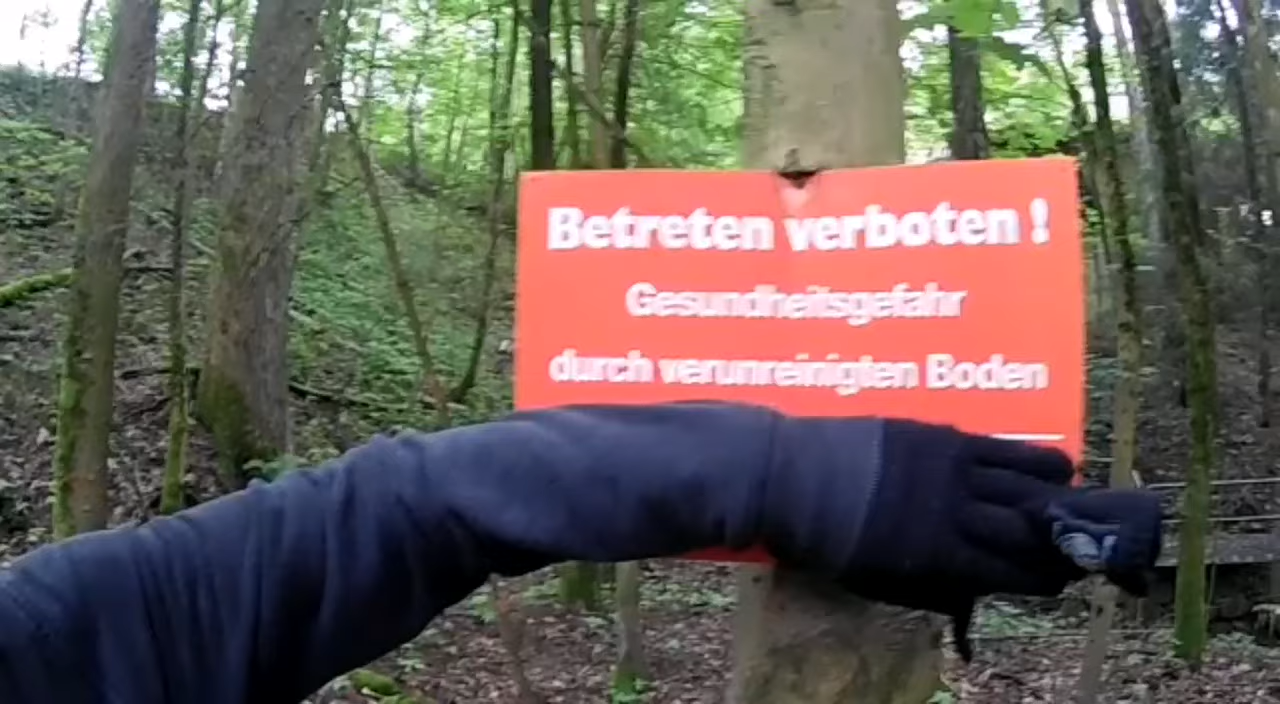 Betreten verboten !
Gesundheitsgefahr
durch verunreinigten Boden